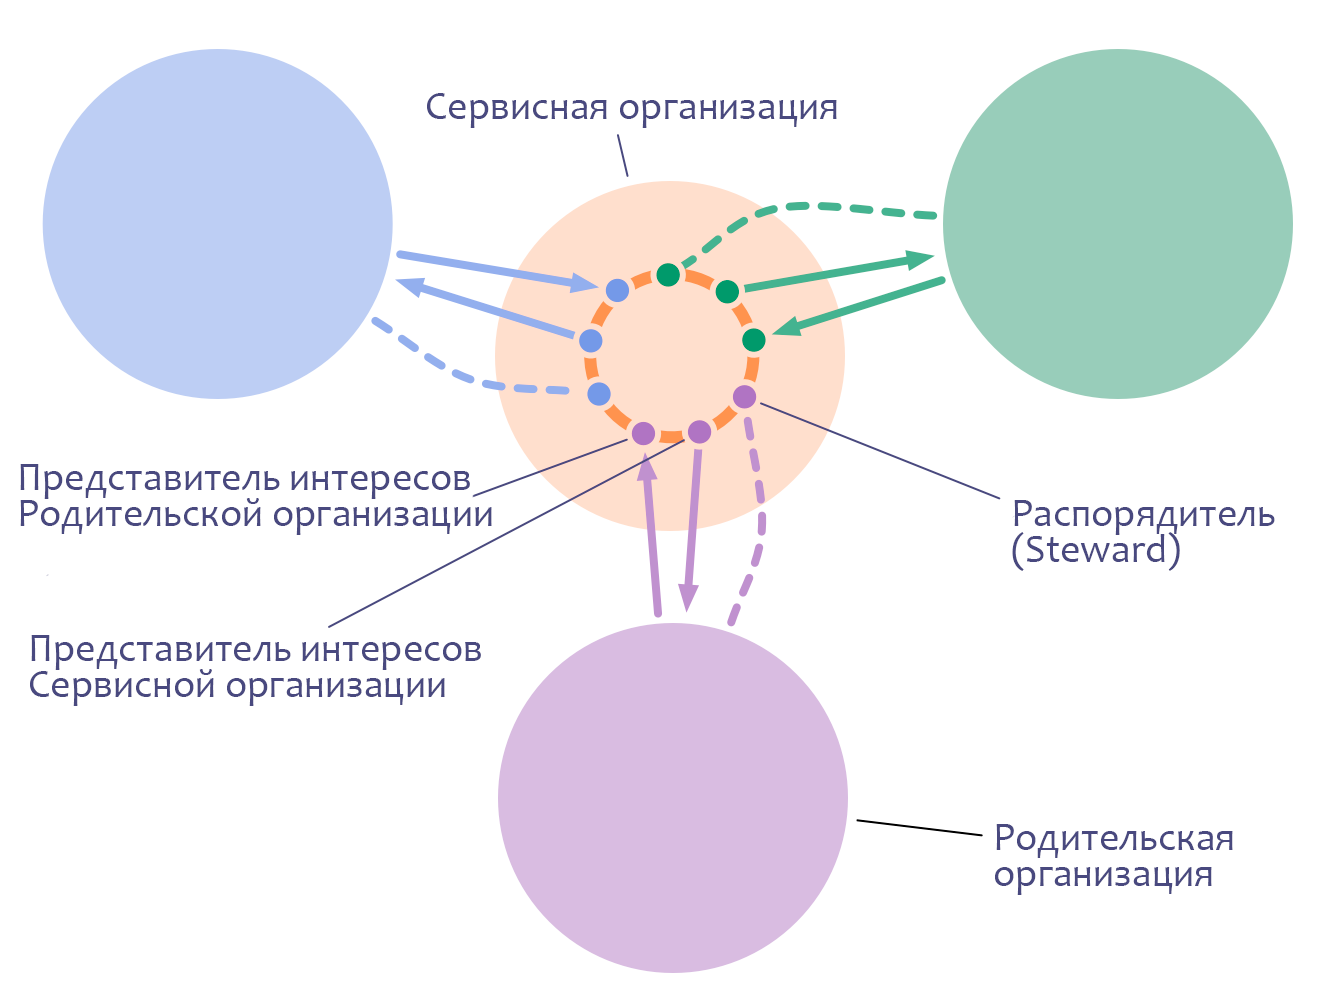 Сервисная организация
Представитель интересов
Родительской организации
Распорядитель
(Steward)
Представитель интересов
Сервисной организации
Родительская
организация